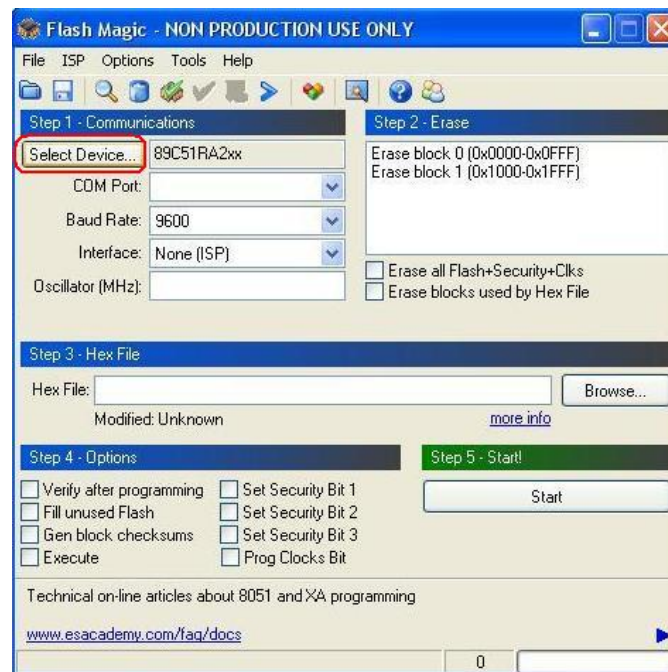 Flash Magic - NON PRODUCTION USE ONLY
File ISP Options Tools Help
Step 1 - Communications
Select Device... 89C51RA2xx
COM Port:
Baud Rate: 9600
Interface: None (ISP)
Oscillator (MHz):
Step 2 - Erase
Erase block 0 (0x0000-0x0FFF)
Erase block 1 (0x1000-0x1FFF)
Erase all Flash+Security+Clks
Erase blocks used by Hex File
Step 3 - Hex File
Hex File: Browse...
Modified: Unknown more info
Step 4 - Options
Verify after programming Set Security Bit 1
Fill unused Flash Set Security Bit 2
Gen block checksums Set Security Bit 3
Execute Prog Clocks Bit
Step 5 - Start!
Start
Technical on-line articles about 8051 and XA programming
www.esacademy.com/faq/docs
0